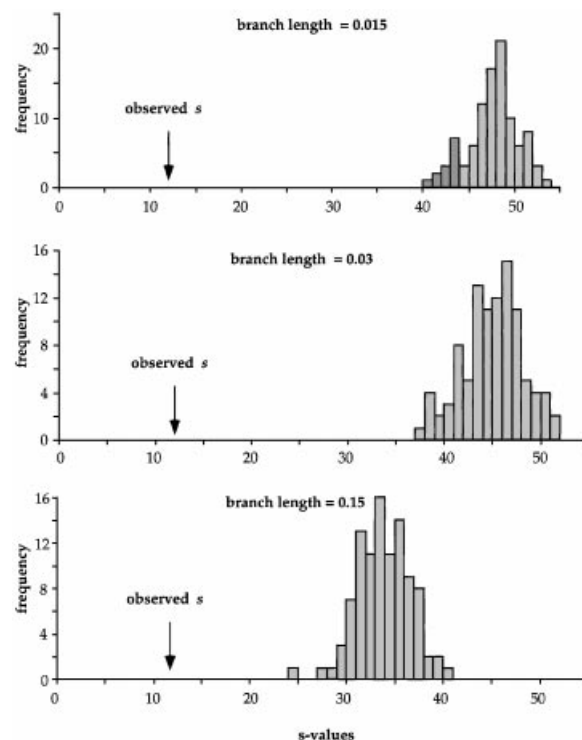 branch length = 0.015
frequency
20
10
0
observed s
0 10 20 30 40 50
branch length = 0.03
frequency
16
12
8
4
0
observed s
0 10 20 30 40 50
branch length = 0.15
frequency
16
12
8
4
0
observed s
0 10 20 30 40 50
s-values